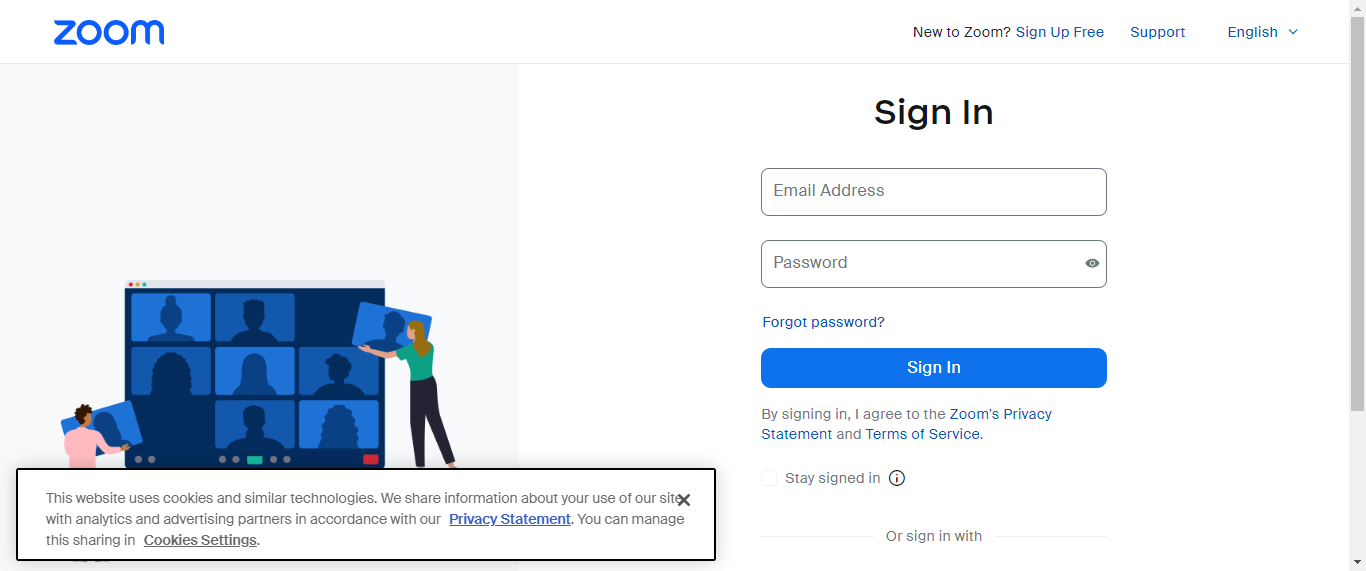 zoom
New to Zoom? Sign Up Free Support English
Sign In
Email Address
Password
Forgot password?
Sign In
By signing in, I agree to the Zoom's Privacy
Statement and Terms of Service.
Stay signed in
Or sign in with
This website uses cookies and similar technologies. We share information about your use of our site
with analytics and advertising partners in accordance with our Privacy Statement. You can manage
this sharing in Cookies Settings.